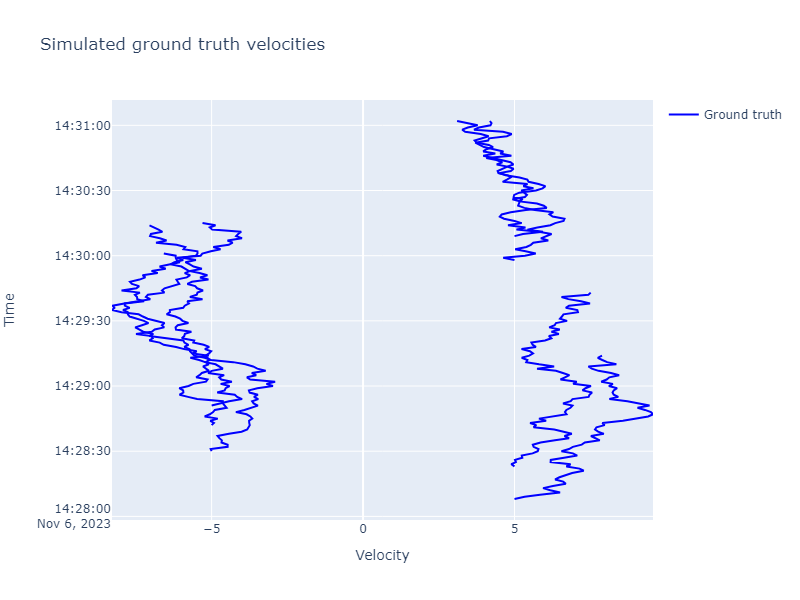 Simulated ground truth velocities
Ground truth
14:31:00
14:30:30
14:30:00
14:29:30
14:29:00
14:28:30
14:28:00
Nov 6, 2023
Time
−5
0
5
Velocity